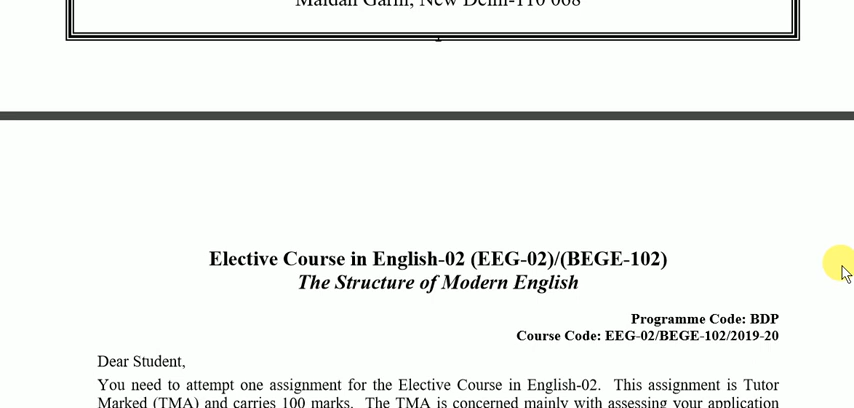 Maidan Garhi, New Delhi-110 068
1
Elective Course in English-02 (EEG-02)/(BEGE-102)
The Structure of Modern English
Programme Code: BDP
Course Code: EEG-02/BEGE-102/2019-20
Dear Student,
You need to attempt one assignment for the Elective Course in English-02. This assignment is Tutor
Marked (TMA) and carries 100 marks. The TMA is concerned mainly with assessing your application